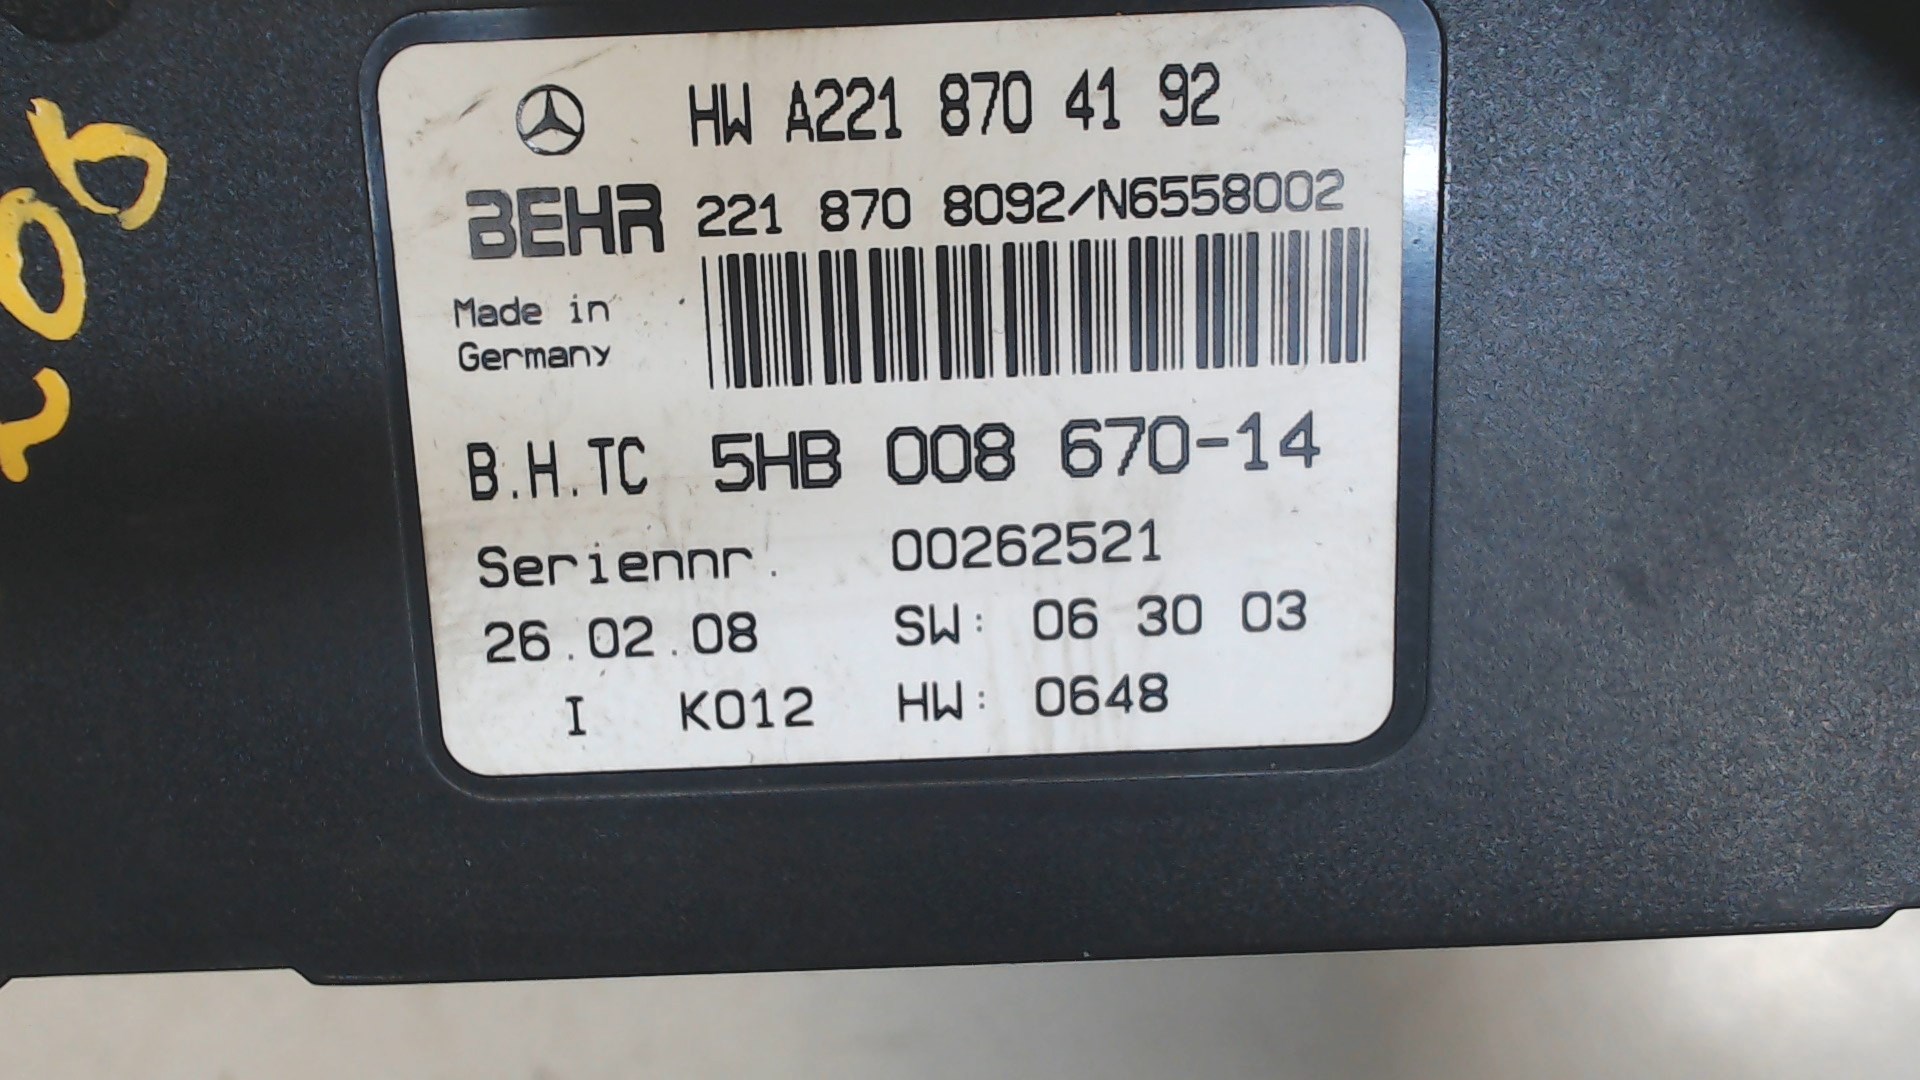 HW A221 870 41 92
BEHR 221 870 8092/N6558002
Made in
Germany
B.H.TC 5HB 008 670-14
Seriennr. 00262521
26.02.08 SW: 06 30 03
I K012 HW: 0648